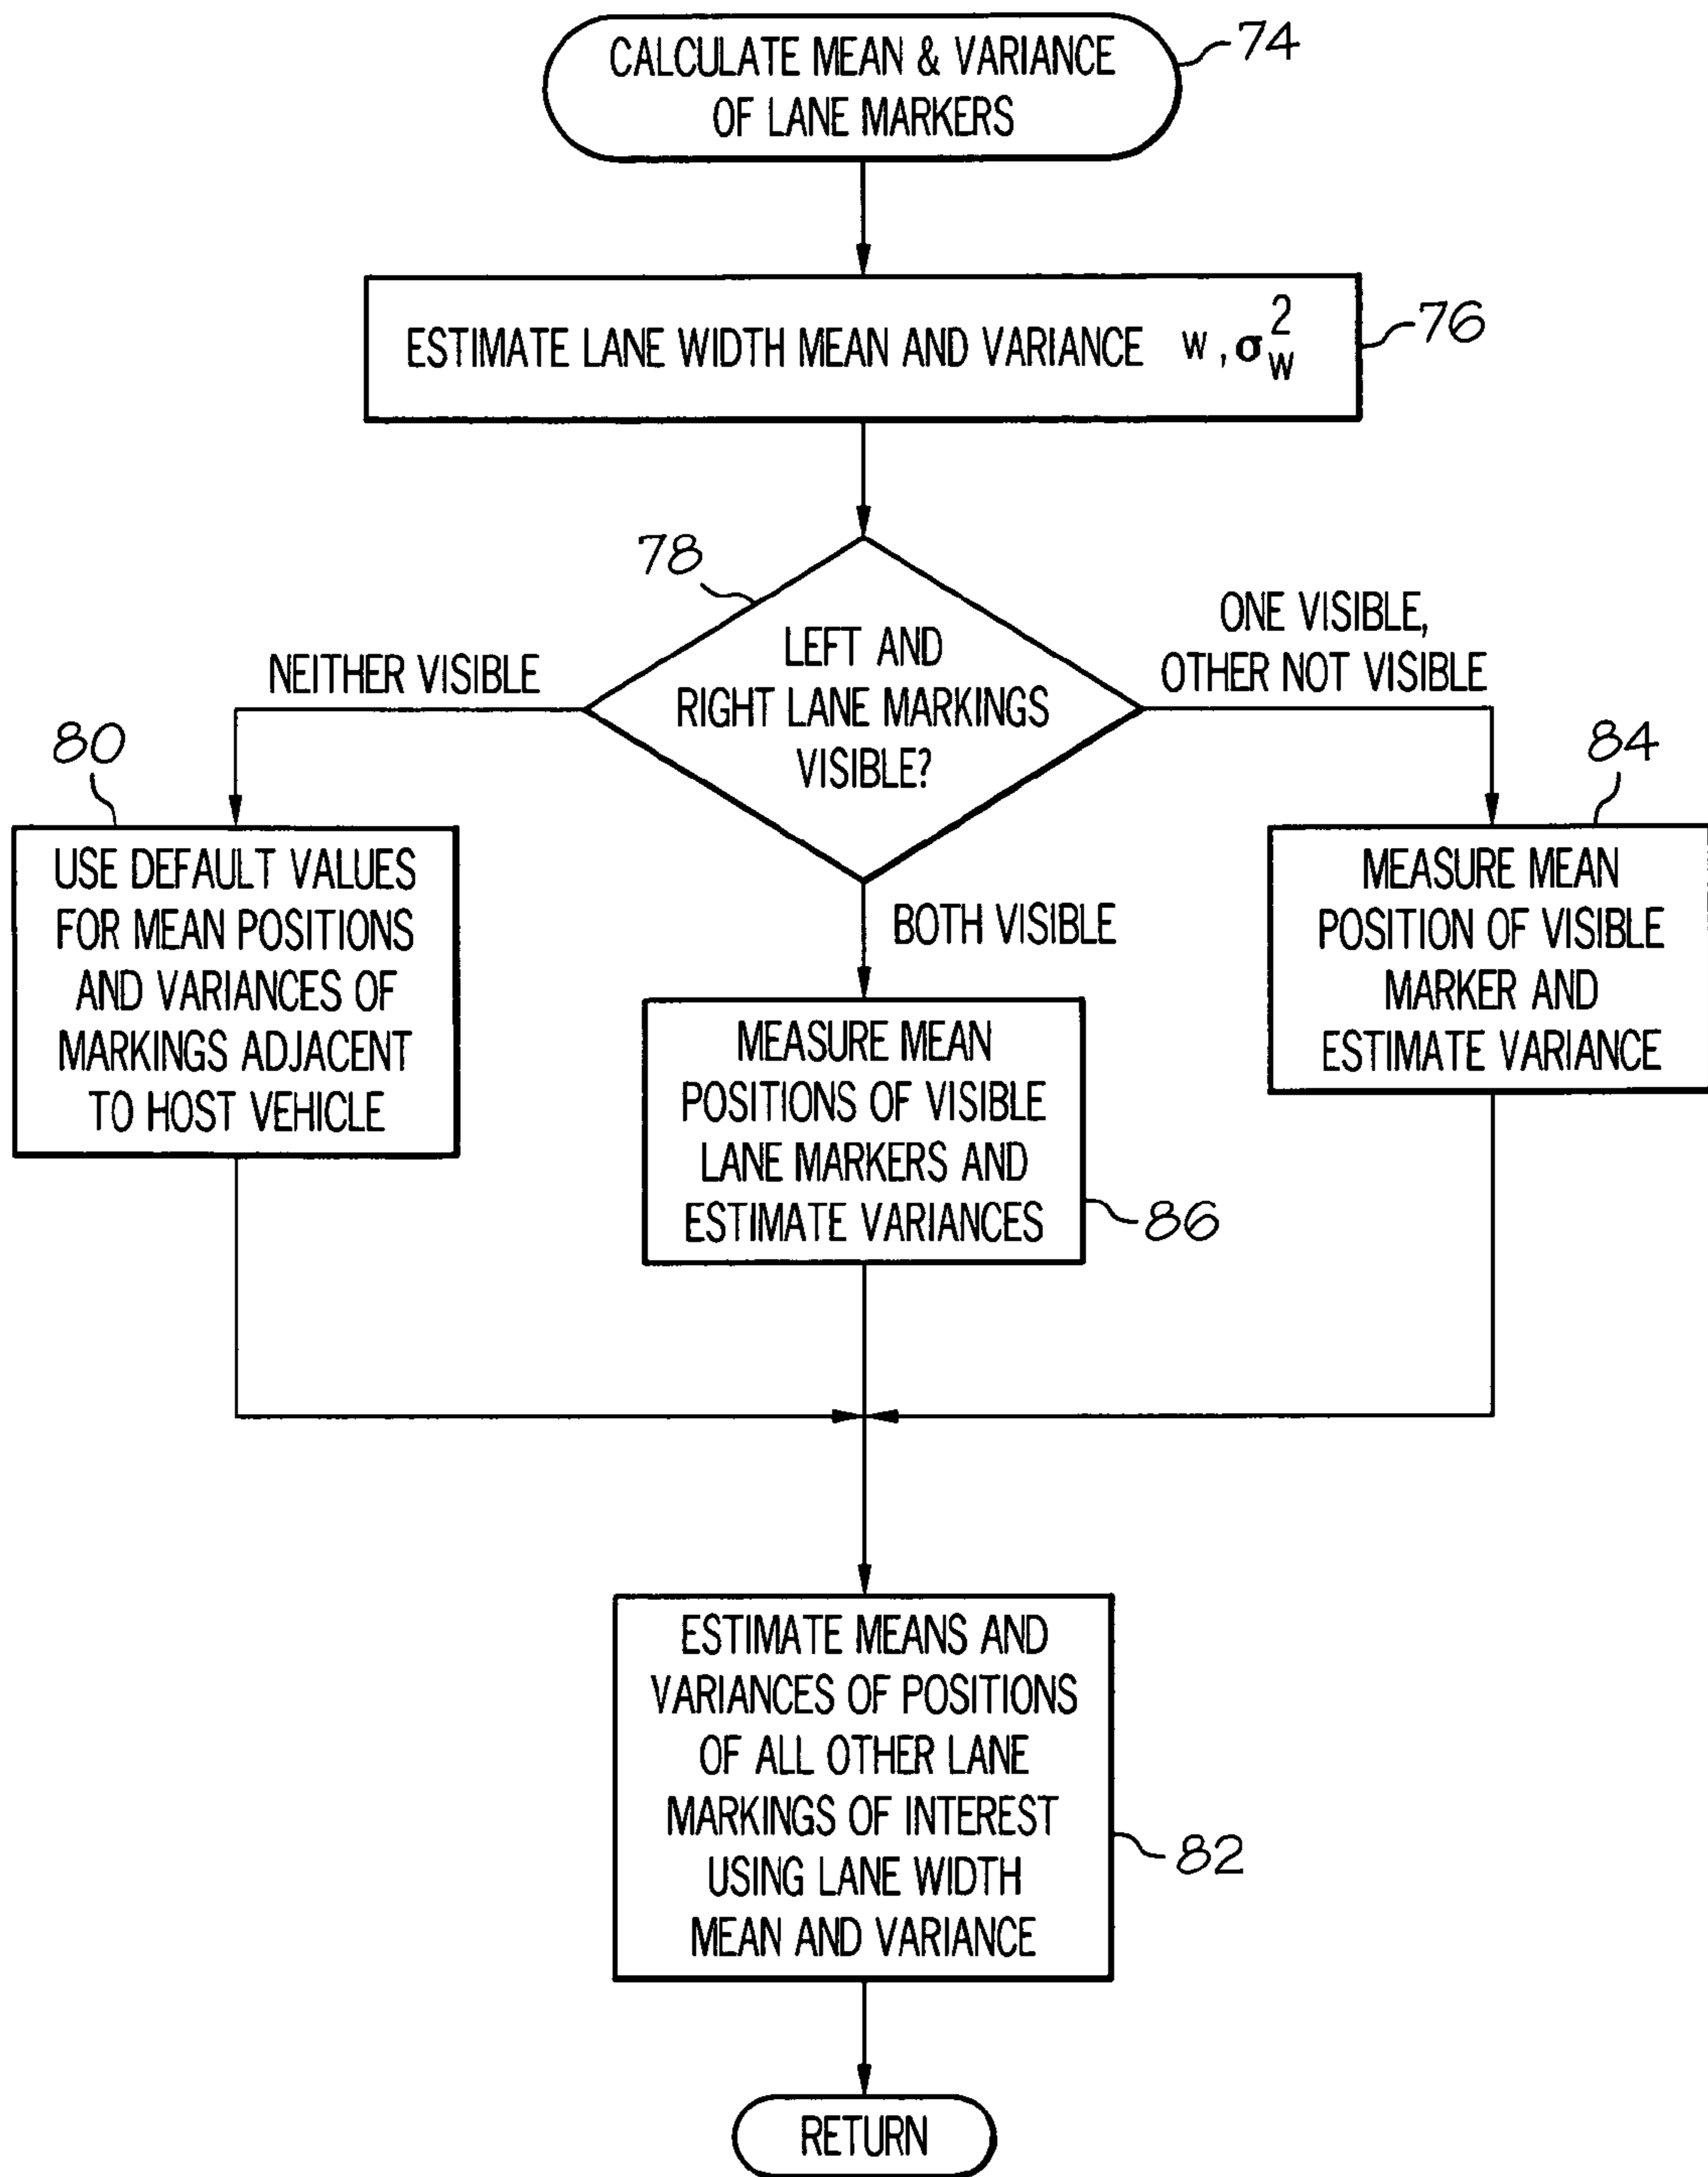 CALCULATE MEAN & VARIANCE
OF LANE MARKERS
74
ESTIMATE LANE WIDTH MEAN AND VARIANCE w, σ_w^2
76
78
LEFT AND
RIGHT LANE MARKINGS
VISIBLE?
NEITHER VISIBLE
ONE VISIBLE,
OTHER NOT VISIBLE
80
USE DEFAULT VALUES
FOR MEAN POSITIONS
AND VARIANCES OF
MARKINGS ADJACENT
TO HOST VEHICLE
BOTH VISIBLE
MEASURE MEAN
POSITIONS OF VISIBLE
LANE MARKERS AND
ESTIMATE VARIANCES
86
84
MEASURE MEAN
POSITION OF VISIBLE
MARKER AND
ESTIMATE VARIANCE
ESTIMATE MEANS AND
VARIANCES OF POSITIONS
OF ALL OTHER LANE
MARKINGS OF INTEREST
USING LANE WIDTH
MEAN AND VARIANCE
82
RETURN